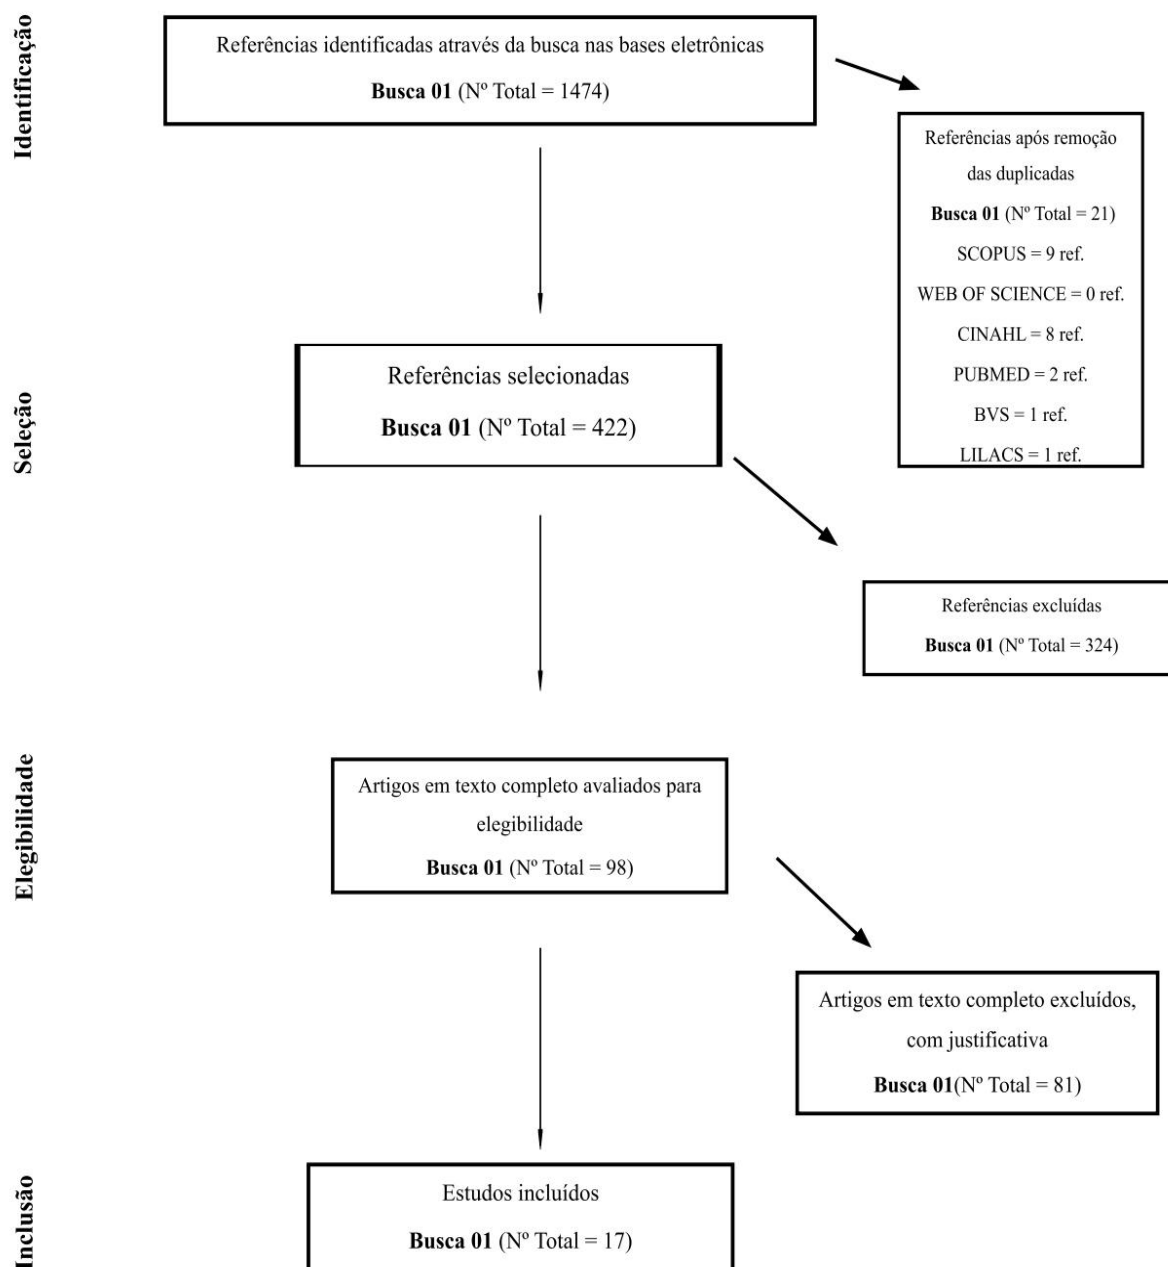 Identificação
Referências identificadas através da busca nas bases eletrônicas
Busca 01 (Nº Total = 1474)
Referências após remoção
das duplicadas
Busca 01 (Nº Total = 21)
SCOPUS = 9 ref.
WEB OF SCIENCE = 0 ref.
CINAHL = 8 ref.
PUBMED = 2 ref.
BVS = 1 ref.
LILACS = 1 ref.
Seleção
Referências selecionadas
Busca 01 (Nº Total = 422)
Referências excluídas
Busca 01 (Nº Total = 324)
Elegibilidade
Artigos em texto completo avaliados para
elegibilidade
Busca 01 (Nº Total = 98)
Artigos em texto completo excluídos,
com justificativa
Busca 01(Nº Total = 81)
Inclusão
Estudos incluídos
Busca 01 (Nº Total = 17)